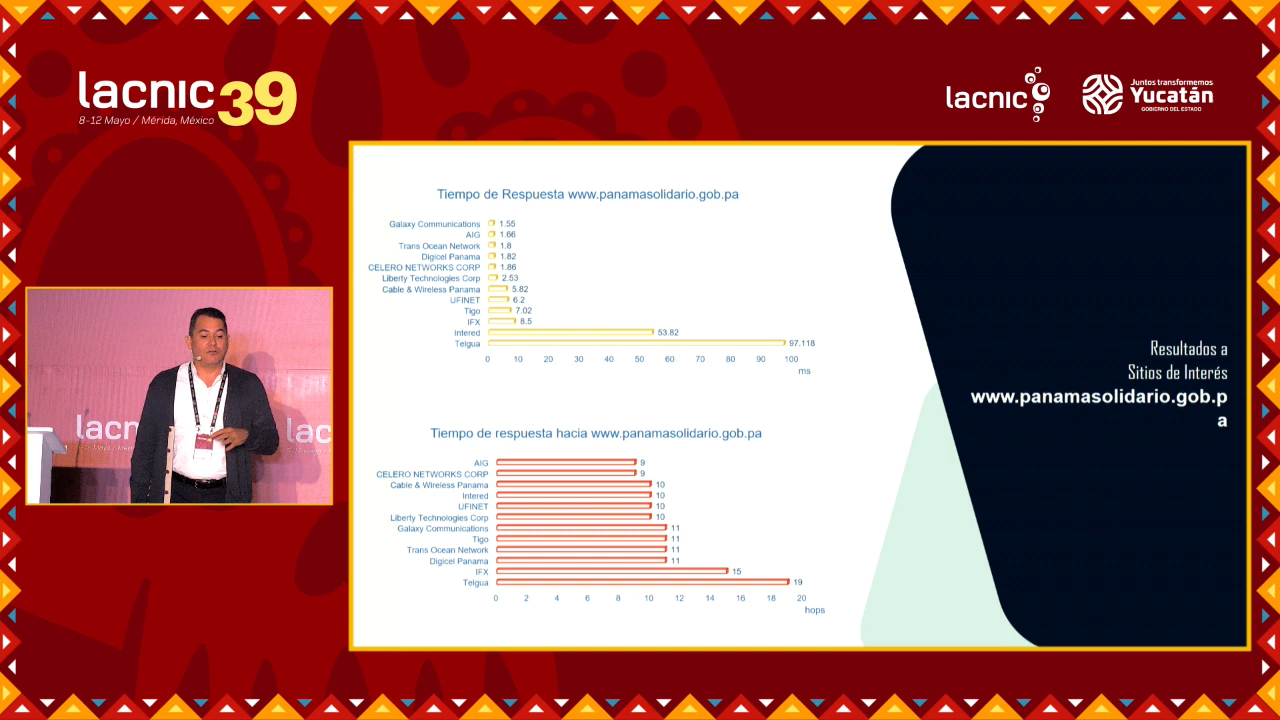 lacnic 39
8-12 Mayo / Mérida, México
lacnic
Juntos transformemos
Yucatán
GOBIERNO DEL ESTADO
Tiempo de Respuesta www.panamasolidario.gob.pa
Galaxy Communications 1.55
AIG 1.66
Trans Ocean Network 1.8
Digicel Panama 1.82
CELERO NETWORKS CORP 1.86
Liberty Technologies Corp 2.53
Cable & Wireless Panama 5.82
UFINET 6.2
Tigo 7.02
IFX 8.5
Intered 53.82
Telgua 97.118
0 10 20 30 40 50 60 70 80 90 100
ms
Tiempo de respuesta hacia www.panamasolidario.gob.pa
AIG 9
CELERO NETWORKS CORP 9
Cable & Wireless Panama 10
Intered 10
UFINET 10
Liberty Technologies Corp 10
Galaxy Communications 11
Tigo 11
Trans Ocean Network 11
Digicel Panama 11
IFX 15
Telgua 19
0 2 4 6 8 10 12 14 16 18 20
hops
Resultados a
Sitios de Interés
www.panamasolidario.gob.p
a
lacn
lac